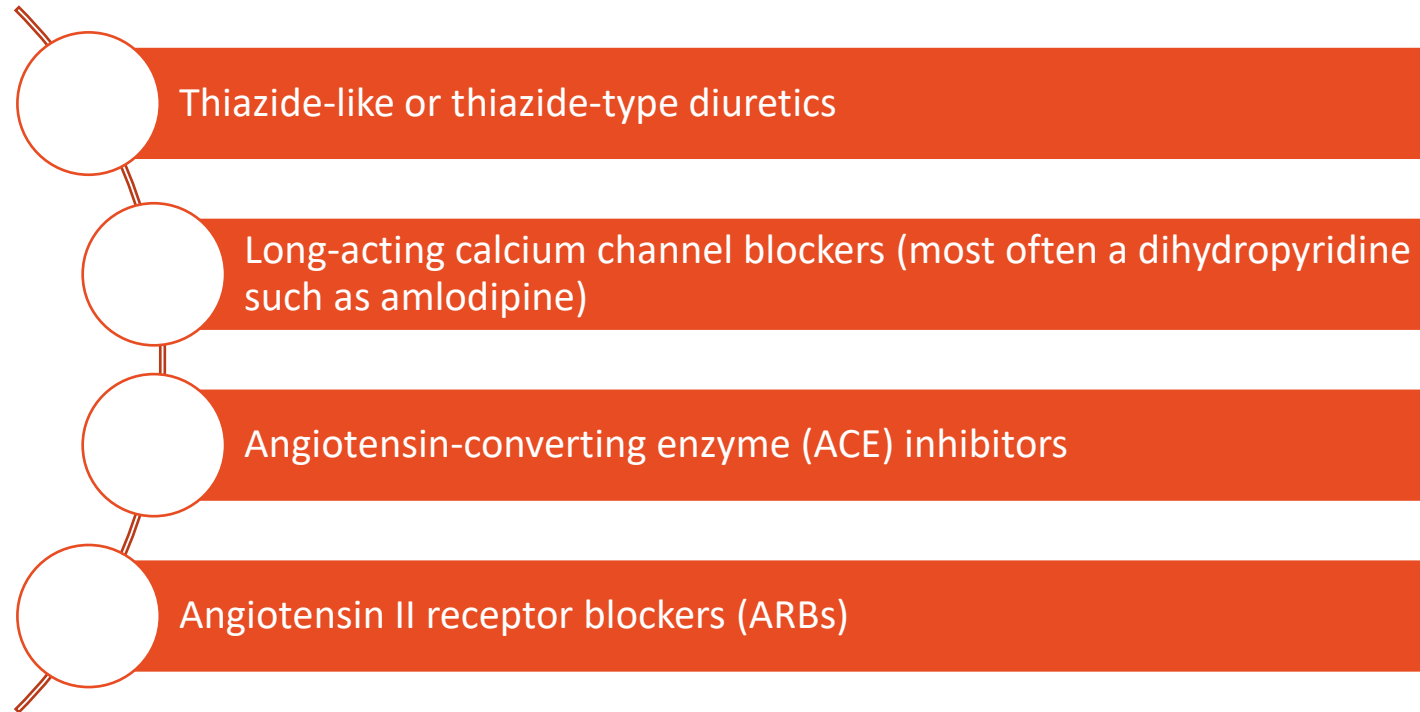 Thiazide-like or thiazide-type diuretics
Long-acting calcium channel blockers (most often a dihydropyridine
such as amlodipine)
Angiotensin-converting enzyme (ACE) inhibitors
Angiotensin II receptor blockers (ARBs)